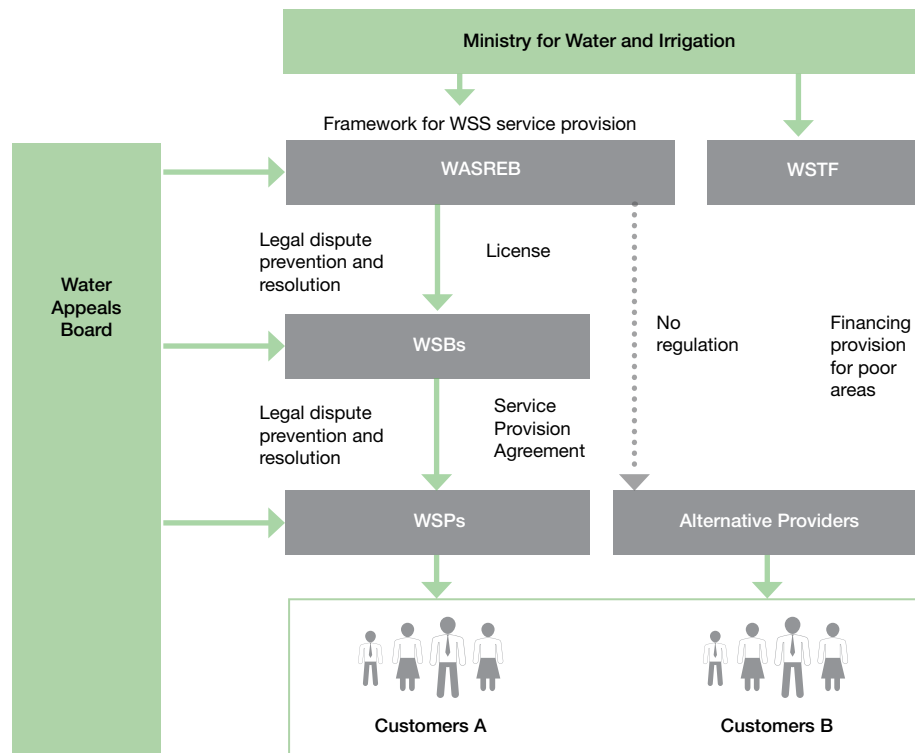 Ministry for Water and Irrigation
Framework for WSS service provision
WASREB
WSTF
Legal dispute
prevention and
resolution
License
Water
Appeals
Board
WSBs
No
regulation
Financing
provision
for poor
areas
Legal dispute
prevention and
resolution
Service
Provision
Agreement
WSPs
Alternative Providers
Customers A
Customers B